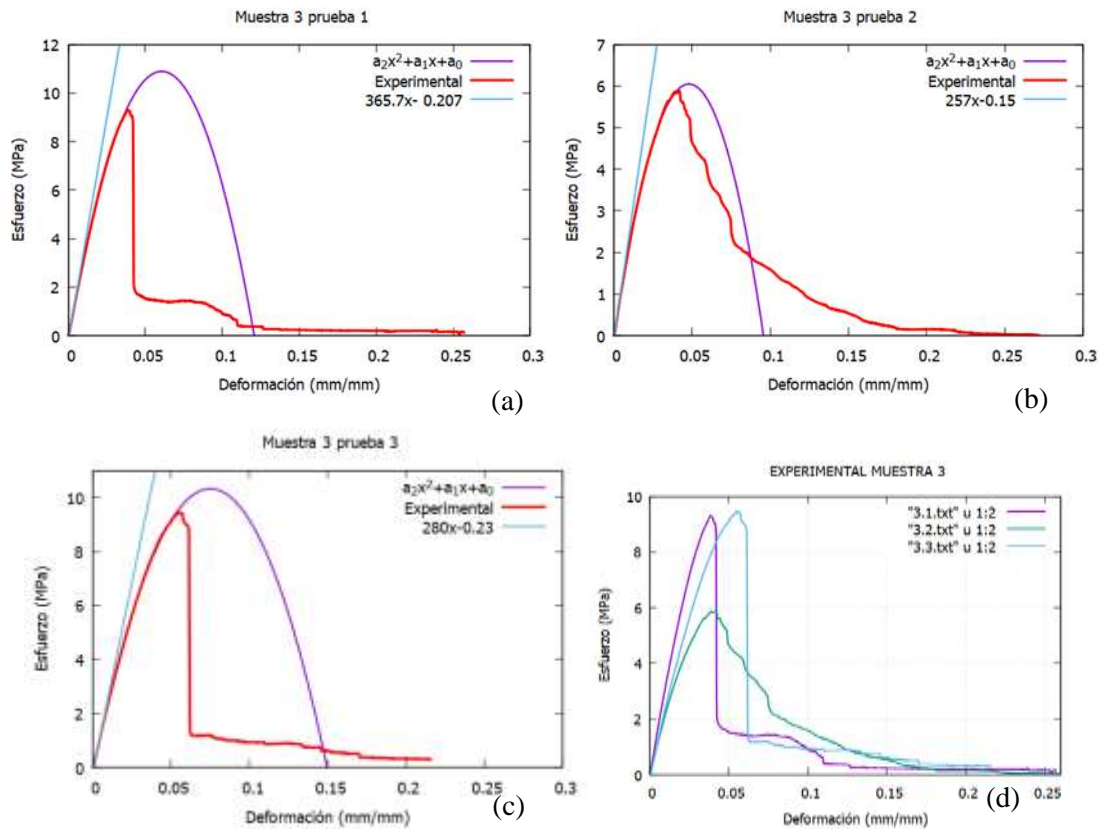 Muestra 3 prueba 1
12
10
8
6
4
2
0
Esfuerzo (MPa)
a₂x²+a₁x+a₀
Experimental
365.7x- 0.207
0 0.05 0.1 0.15 0.2 0.25 0.3
Deformación (mm/mm)
(a)
Muestra 3 prueba 2
7
6
5
4
3
2
1
0
Esfuerzo (MPa)
a₂x²+a₁x+a₀
Experimental
257x-0.15
0 0.05 0.1 0.15 0.2 0.25 0.3
Deformación (mm/mm)
(b)
Muestra 3 prueba 3
10
8
6
4
2
0
Esfuerzo (MPa)
a₂x²+a₁x+a₀
Experimental
280x-0.23
0 0.05 0.1 0.15 0.2 0.25 0.3
Deformación (mm/mm)
(c)
EXPERIMENTAL MUESTRA 3
10
8
6
4
2
0
Esfuerzo (MPa)
"3.1.txt" u 1:2
"3.2.txt" u 1:2
"3.3.txt" u 1:2
0 0.05 0.1 0.15 0.2 0.25
Deformación (mm/mm)
(d)